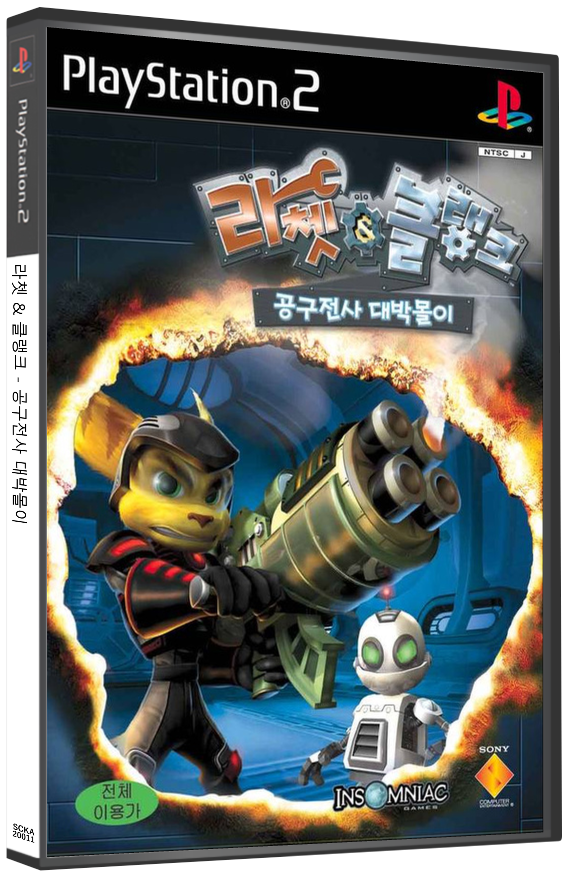 PlayStation®2
NTSC J
라쳇 & 클랭크
공구전사 대박몰이
전체
이용가
INSOMNIAC
GAMES
SONY
COMPUTER
ENTERTAINMENT®
PlayStation®2
라쳇 & 클랭크 - 공구전사 대박몰이
SCKA
20011